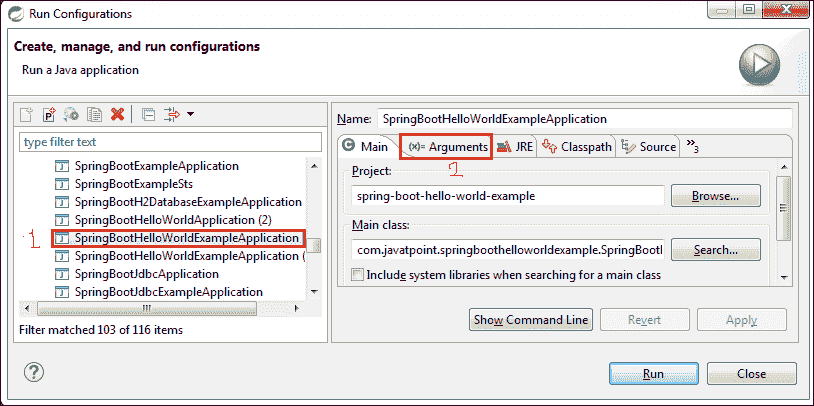 Run Configurations
Create, manage, and run configurations
Run a Java application
type filter text
SpringBootExampleApplication
SpringBootExampleSts
SpringBootH2DatabaseExampleApplication
SpringBootHelloWorldApplication (2)
1
SpringBootHelloWorldExampleApplication
SpringBootHelloWorldExampleApplication (
SpringBootJdbcApplication
SpringBootJdbcExampleApplication
Filter matched 103 of 116 items
Name: SpringBootHelloWorldExampleApplication
Main (x)= Arguments JRE Classpath Source »3
2
Project:
spring-boot-hello-world-example Browse...
Main class:
com.javatpoint.springboothelloworldexample.SpringBootl Search...
Include system libraries when searching for a main class
Show Command Line Revert Apply
? Run Close